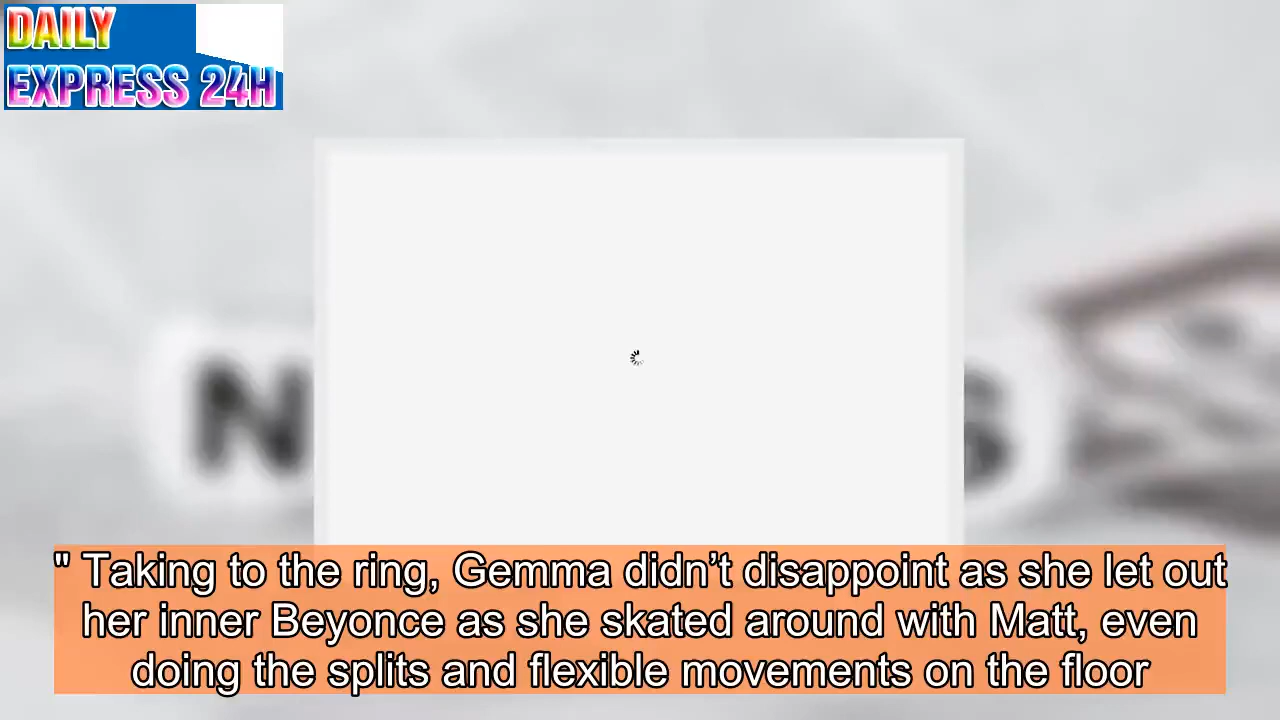 DAILY
EXPRESS 24H
N S
" Taking to the ring, Gemma didn’t disappoint as she let out
her inner Beyonce as she skated around with Matt, even
doing the splits and flexible movements on the floor